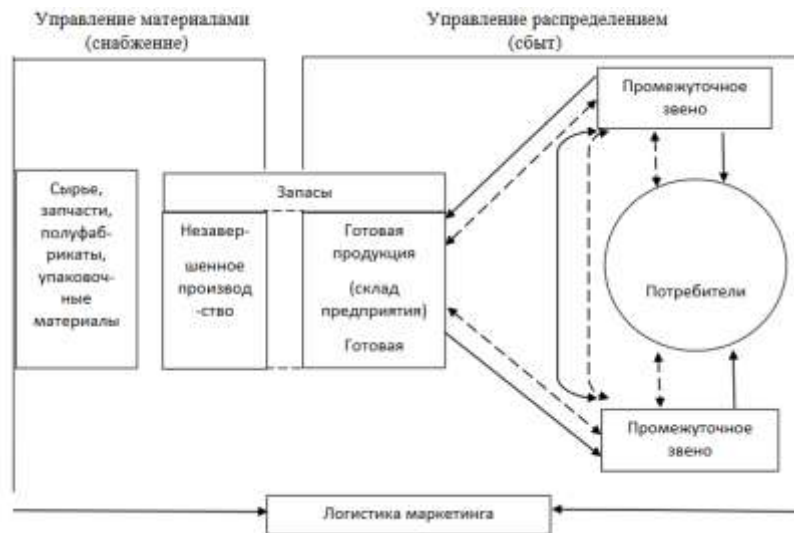 Управление материалами
(снабжение)
Управление распределением
(сбыт)
Промежуточное
звено
Сырье,
запчасти,
полуфаб-
рикаты,
упаковоч-
ные
материалы
Запасы
Незавер-
шенное
производ
-ство
Готовая
продукция
(склад
предприятия)
Готовая
Потребители
Промежуточное
звено
Логистика маркетинга